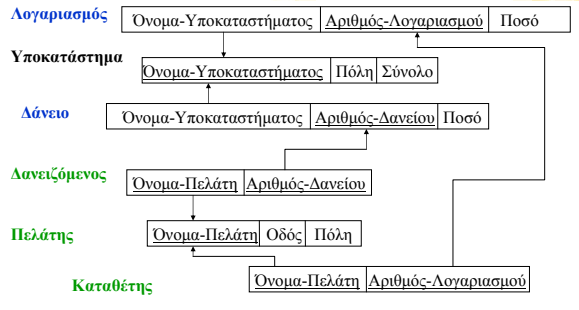 Λογαριασμός Όνομα-Υποκαταστήματος Αριθμός-Λογαριασμού Ποσό
Υποκατάστημα
Όνομα-Υποκαταστήματος Πόλη Σύνολο
Δάνειο Όνομα-Υποκαταστήματος Αριθμός-Δανείου Ποσό
Δανειζόμενος Όνομα-Πελάτη Αριθμός-Δανείου
Πελάτης Όνομα-Πελάτη Οδός Πόλη
Καταθέτης Όνομα-Πελάτη Αριθμός-Λογαριασμού